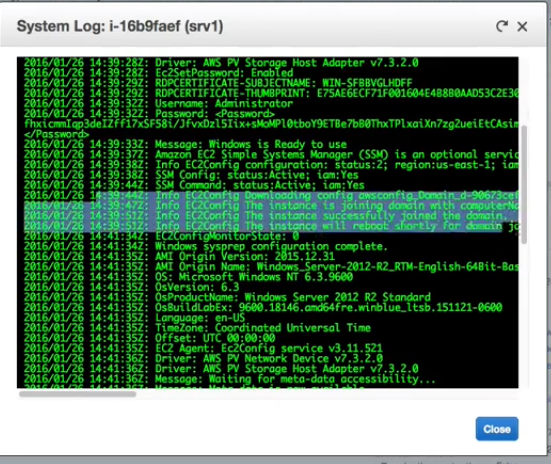 System Log: i-16b9faef (srv1)
2016/01/26 14:39:28Z: Driver: AWS PV Storage Host Adapter v7.3.2.0
2016/01/26 14:39:28Z: Ec2SetPassword: Enabled
2016/01/26 14:39:29Z: RDPCERTIFICATE-SUBJECTNAME: WIN-SFBBVGLHDFF
2016/01/26 14:39:29Z: RDPCERTIFICATE-THUMBPRINT: E75AE6ECF71F001604E4B8B0AAD53C2E30
2016/01/26 14:39:32Z: Username: Administrator
2016/01/26 14:39:32Z: Password: <Password>
</Password>
2016/01/26 14:39:33Z: Message: Windows is Ready to use
2016/01/26 14:39:37Z: Amazon EC2 Simple Systems Manager (SSM) is an optional servic
2016/01/26 14:39:38Z: Info EC2Config configuration: status:2; region:us-east-1; iam
2016/01/26 14:39:38Z: SSM Config: status:Active; iam:Yes
2016/01/26 14:39:44Z: SSM Command: status:Active; iam:Yes
2016/01/26 14:39:44Z: Info EC2Config Downloading config awsconfig_Domain_d-90673cef
2016/01/26 14:39:47Z: Info EC2Config The instance is joining domain with computerNa
2016/01/26 14:39:51Z: Info EC2Config The instance successfully joined the domain.
2016/01/26 14:39:51Z: Info EC2Config The instance will reboot shortly for domain jo
2016/01/26 14:41:34Z: EC2ConfigMonitorState: 0
2016/01/26 14:41:34Z: Windows sysprep configuration complete.
2016/01/26 14:41:35Z: AMI Origin Version: 2015.12.31
2016/01/26 14:41:35Z: AMI Origin Name: Windows_Server-2012-R2_RTM-English-64Bit-Bas
2016/01/26 14:41:35Z: OS: Microsoft Windows NT 6.3.9600
2016/01/26 14:41:35Z: OsVersion: 6.3
2016/01/26 14:41:35Z: OsProductName: Windows Server 2012 R2 Standard
2016/01/26 14:41:35Z: OsBuildLabEx: 9600.18146.amd64fre.winblue_ltsb.151121-0600
2016/01/26 14:41:35Z: Language: en-US
2016/01/26 14:41:35Z: TimeZone: Coordinated Universal Time
2016/01/26 14:41:35Z: Offset: UTC 00:00:00
2016/01/26 14:41:35Z: EC2 Agent: Ec2Config service v3.11.521
2016/01/26 14:41:36Z: Driver: AWS PV Network Device v7.3.2.0
2016/01/26 14:41:36Z: Driver: AWS PV Storage Host Adapter v7.3.2.0
2016/01/26 14:41:36Z: Message: Waiting for meta-data accessibility...
Close